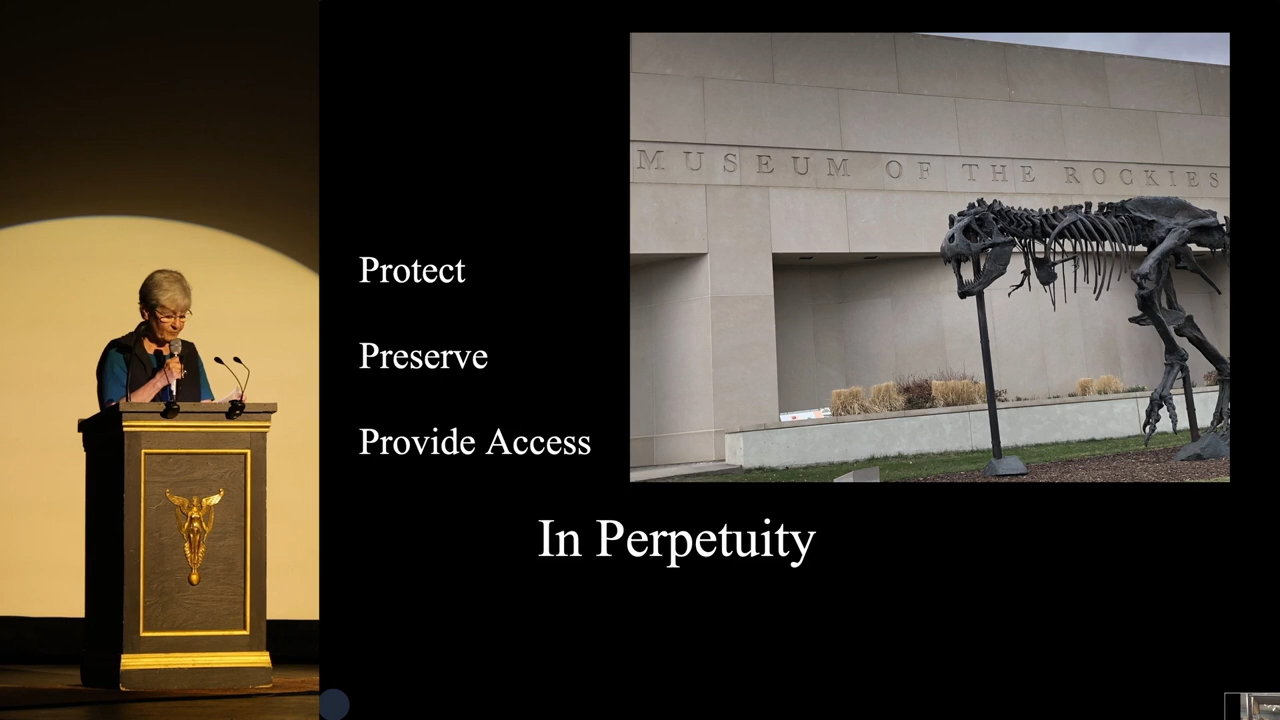 MUSEUM OF THE ROCKIES
Protect
Preserve
Provide Access
In Perpetuity